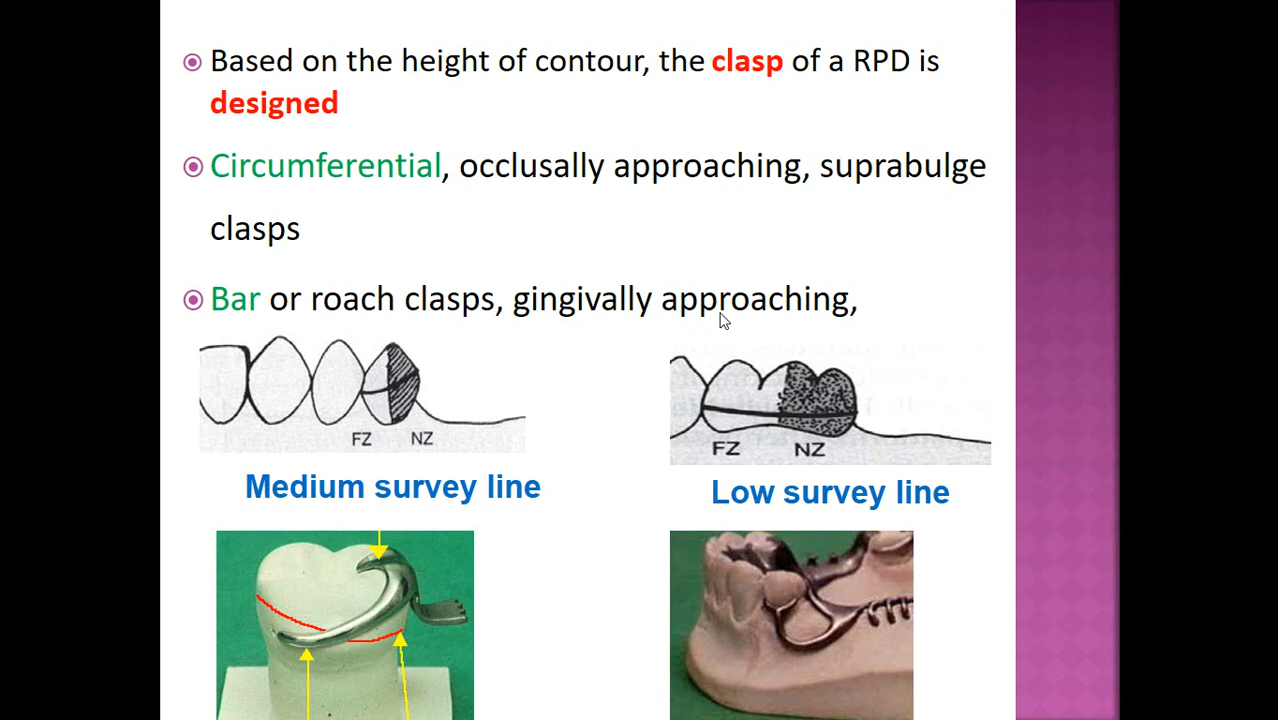 Based on the height of contour, the clasp of a RPD is
designed
Circumferential, occlusally approaching, suprabulge
clasps
Bar or roach clasps, gingivally approaching,
FZ NZ
FZ NZ
Medium survey line
Low survey line